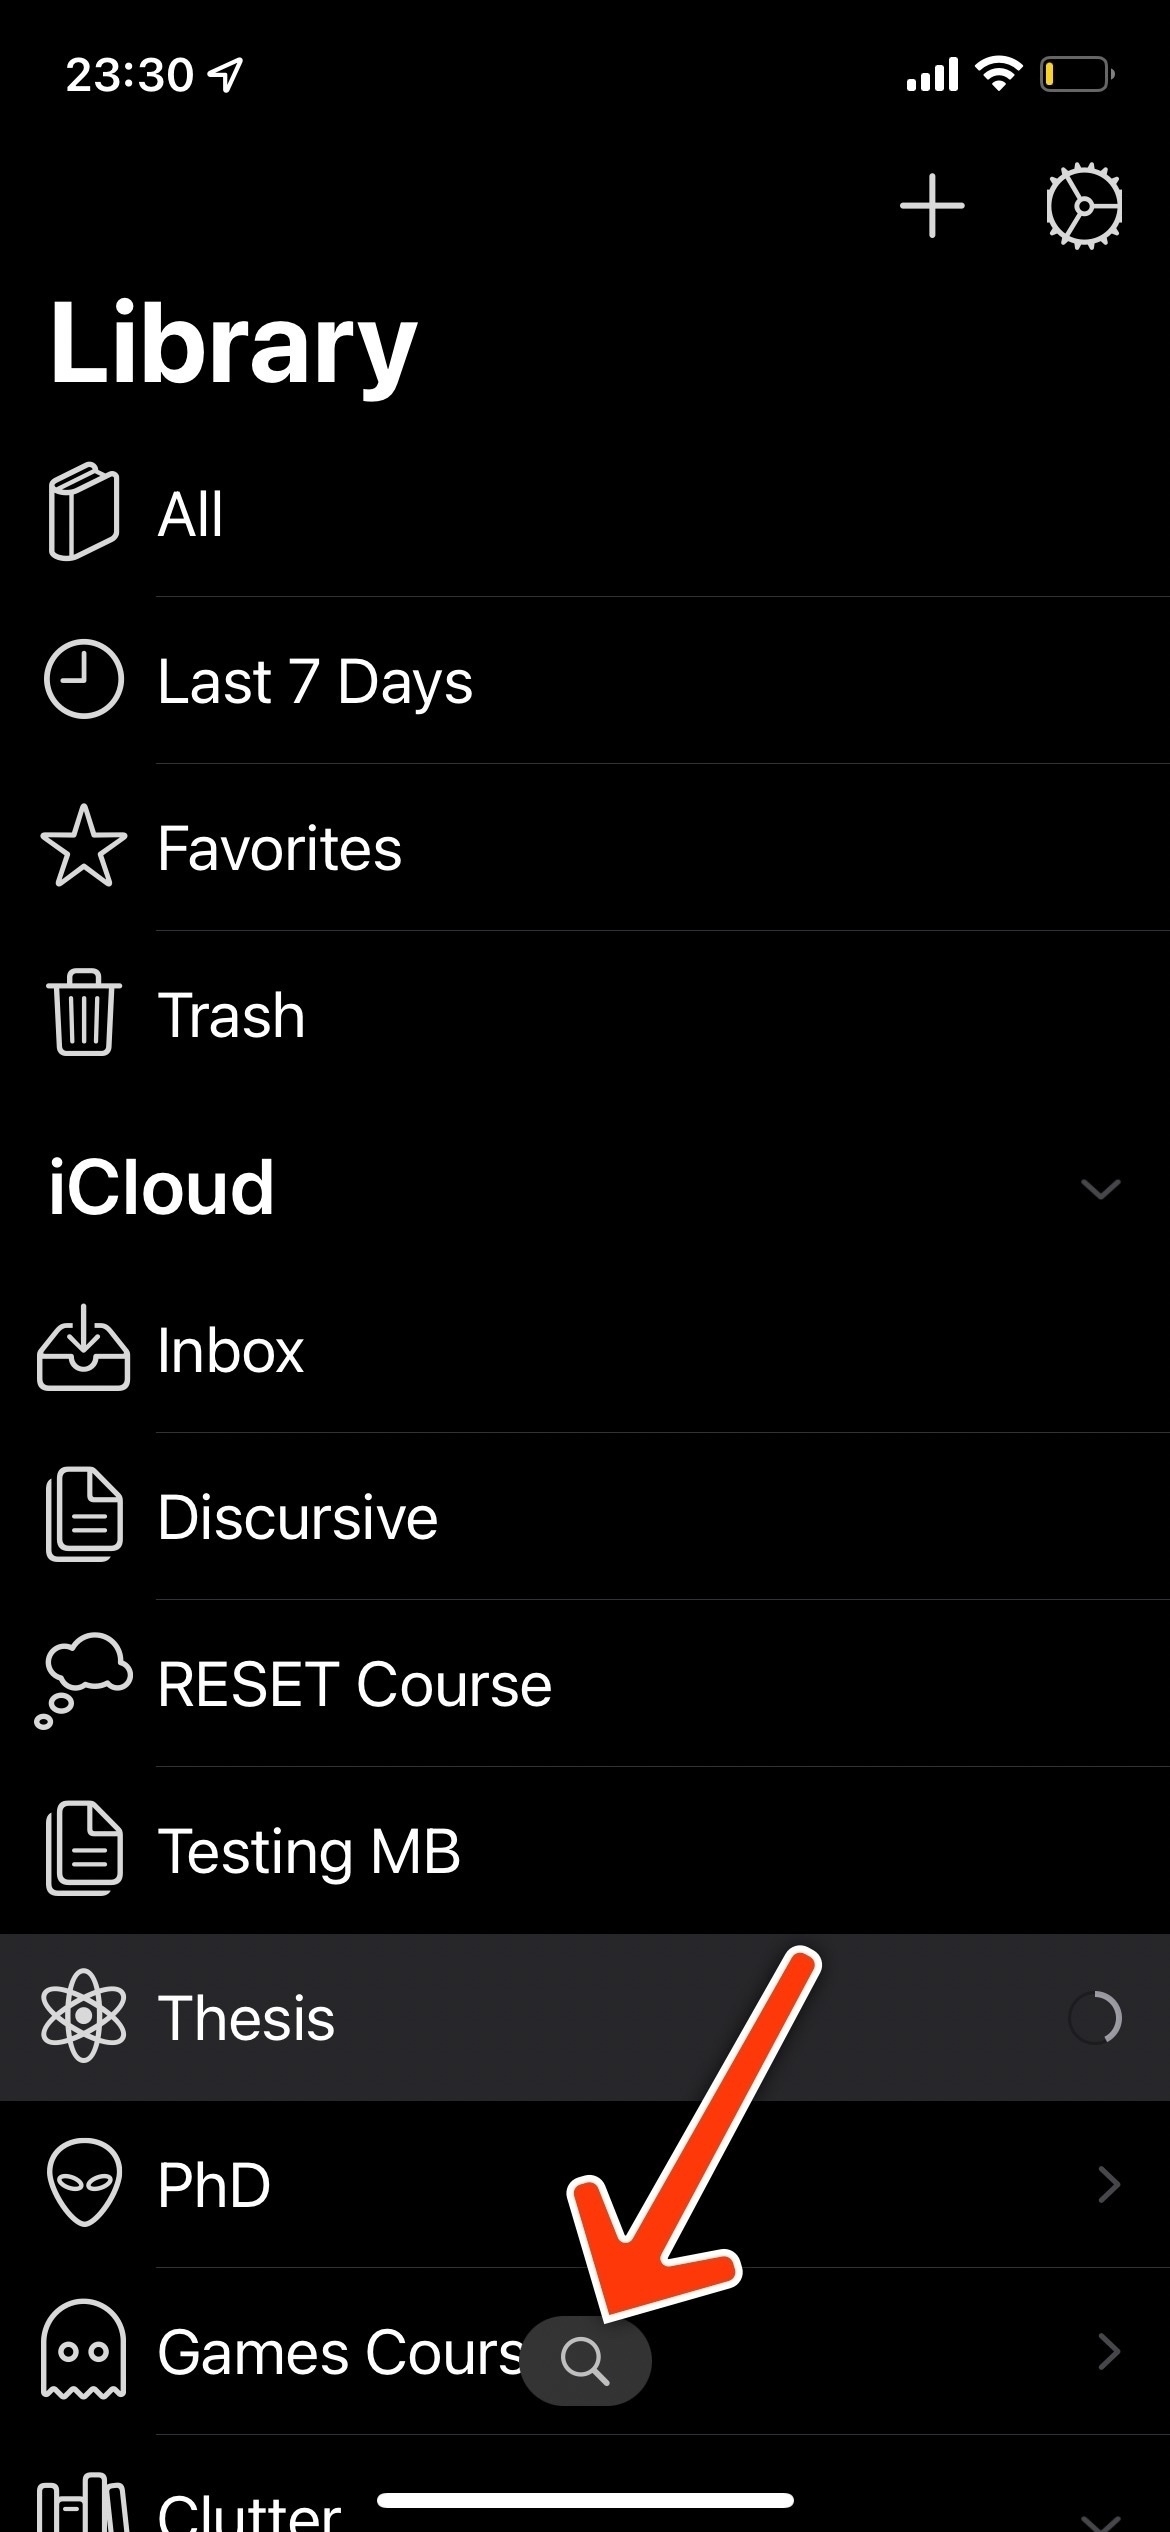 23:30
Library
All
Last 7 Days
Favorites
Trash
iCloud
Inbox
Discursive
RESET Course
Testing MB
Thesis
PhD
Games Cours
Clutter